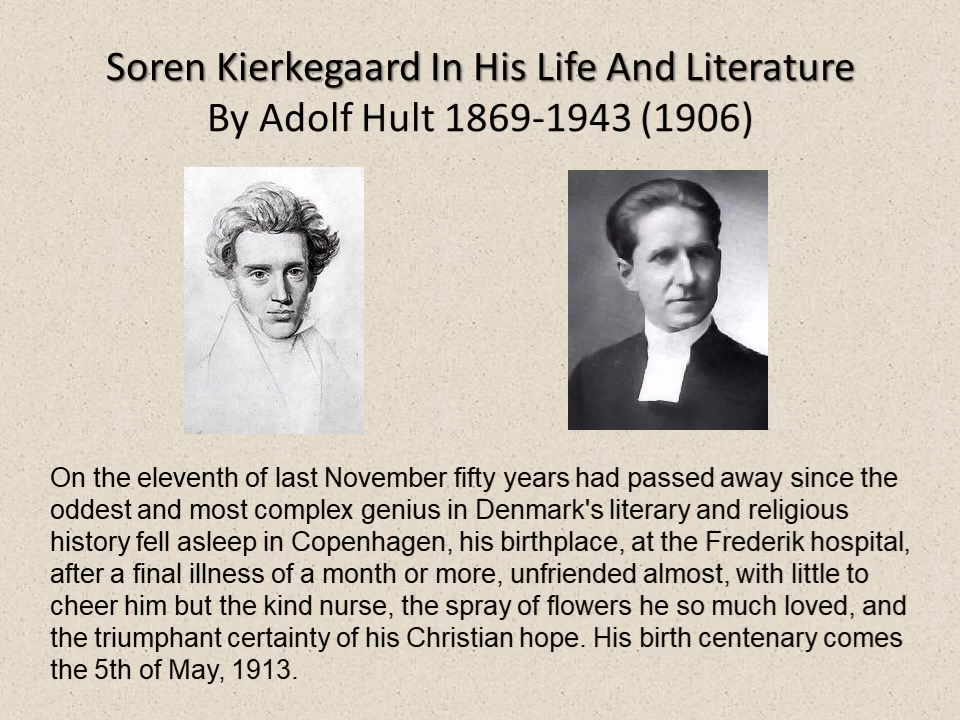 Soren Kierkegaard In His Life And Literature
By Adolf Hult 1869-1943 (1906)
On the eleventh of last November fifty years had passed away since the
oddest and most complex genius in Denmark's literary and religious
history fell asleep in Copenhagen, his birthplace, at the Frederik hospital,
after a final illness of a month or more, unfriended almost, with little to
cheer him but the kind nurse, the spray of flowers he so much loved, and
the triumphant certainty of his Christian hope. His birth centenary comes
the 5th of May, 1913.